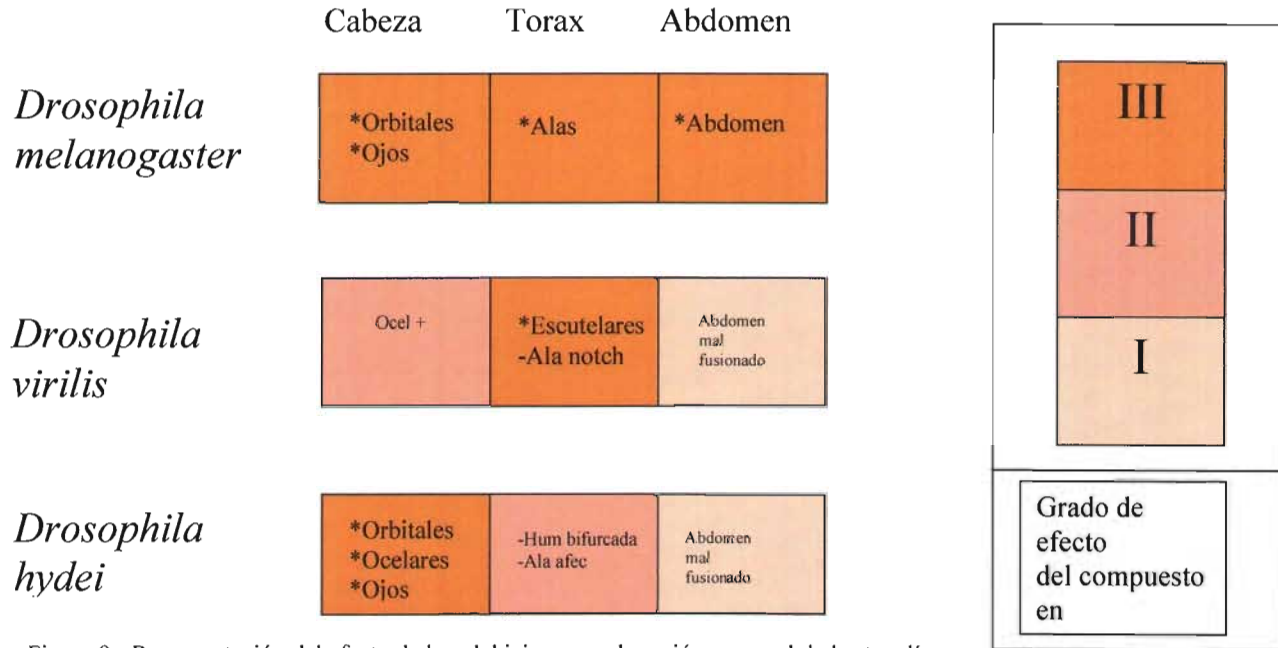 Cabeza Torax Abdomen
Drosophila
melanogaster
*Orbitales
*Ojos
*Alas
*Abdomen
Drosophila
virilis
Ocel +
*Escutelares
-Ala notch
Abdomen
mal
fusionado
Drosophila
hydei
*Orbitales
*Ocelares
*Ojos
-Hum bifurcada
-Ala afec
Abdomen
mal
fusionado
III
II
I
Grado de
efecto
del compuesto
en